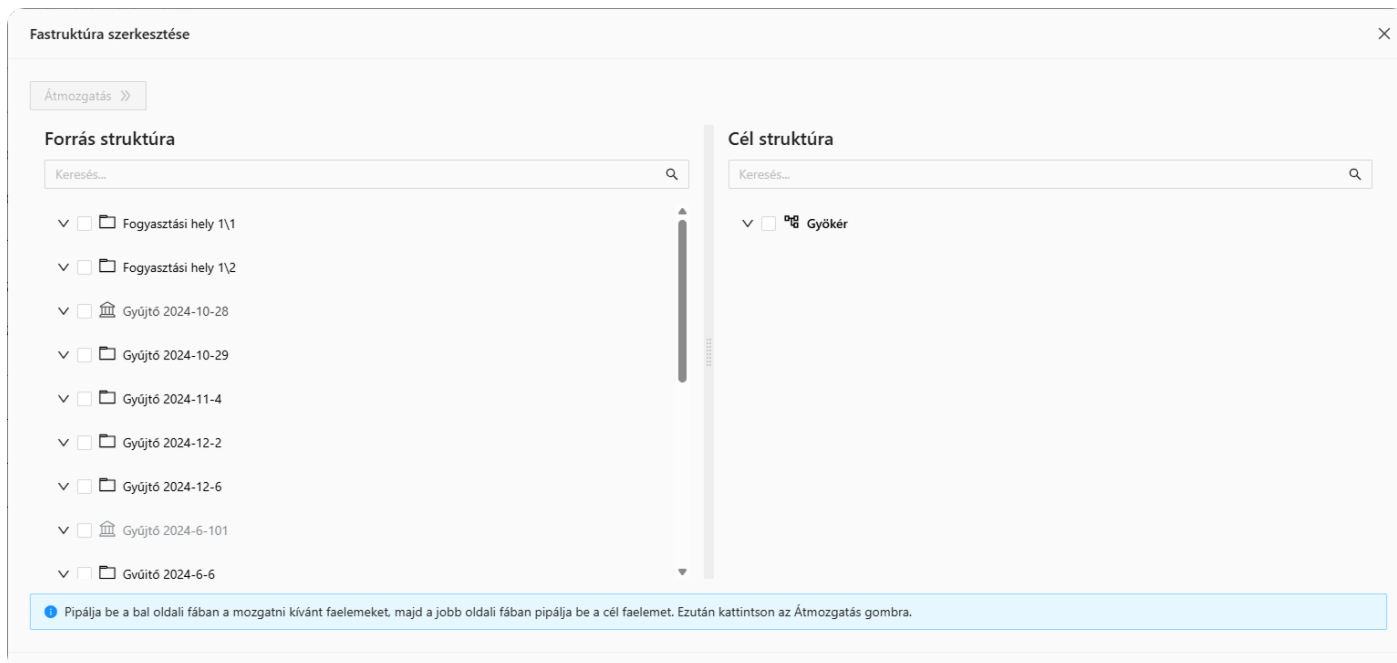 Fastruktúra szerkesztése
Átmozgatás
Forrás struktúra
Keresés...
Fogyasztási hely 1\1
Fogyasztási hely 1\2
Gyűjtő 2024-10-28
Gyűjtő 2024-10-29
Gyűjtő 2024-11-4
Gyűjtő 2024-12-2
Gyűjtő 2024-12-6
Gyűjtő 2024-6-101
Gyűjtő 2024-6-6
Cél struktúra
Keresés...
Gyökér
Pipálja be a bal oldali fában a mozgatni kívánt faelemeket, majd a jobb oldali fában pipálja be a cél faelemet. Ezután kattintson az Átmozgatás gombra.